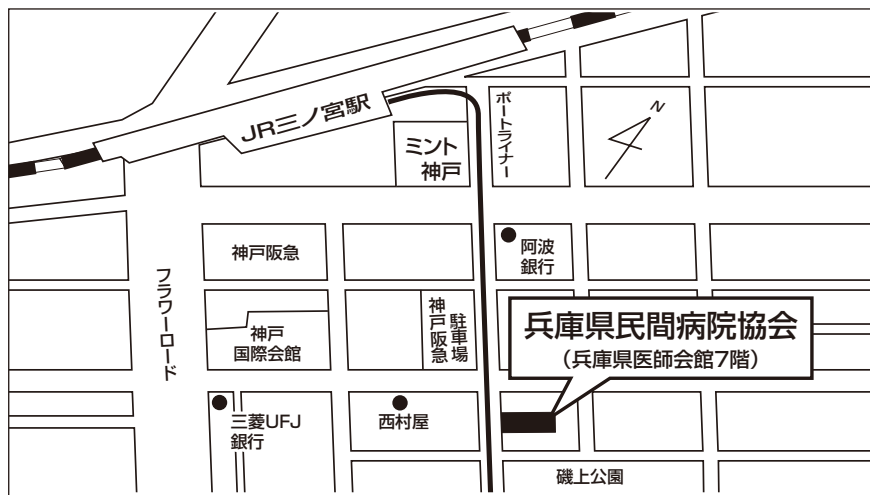 JR三ノ宮駅
ミント
神戸
ポートライナー
N
神戸阪急
阿波
銀行
フラワーロード
神戸
国際会館
神戸阪急
駐車場
兵庫県民間病院協会
(兵庫県医師会館7階)
三菱UFJ
銀行
西村屋
磯上公園